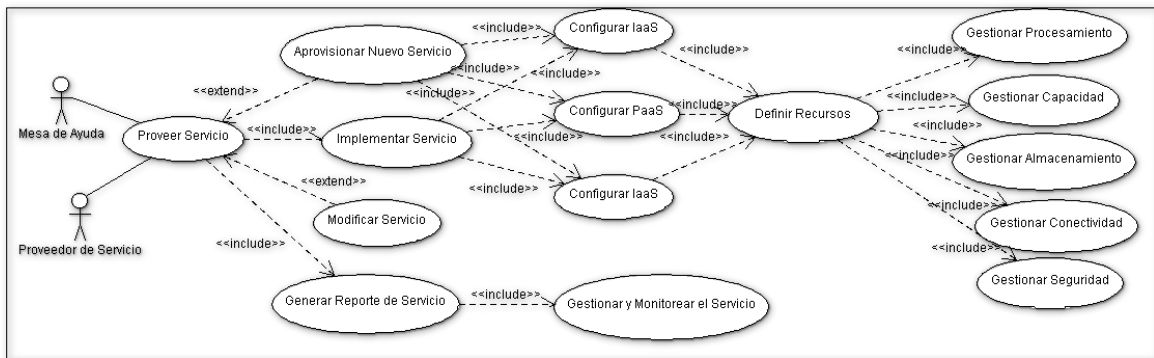 <<include>>
Configurar IaaS
Aprovisionar Nuevo Servicio
<<include>>
<<include>>
<<include>>
<<include>>
<<include>>
Gestionar Procesamiento
<<include>>
<<extend>>
Mesa de Ayuda
Proveer Servicio
<<include>>
Implementar Servicio
<<include>>
Configurar PaaS
<<include>>
Definir Recursos
<<include>>
Gestionar Capacidad
<<include>>
<<include>>
Gestionar Almacenamiento
<<include>>
<<extend>>
<<include>>
Configurar IaaS
Modificar Servicio
Proveedor de Servicio
<<include>>
<<include>>
Gestionar Conectividad
<<include>>
Gestionar Seguridad
Generar Reporte de Servicio
<<include>>
Gestionar y Monitorear el Servicio